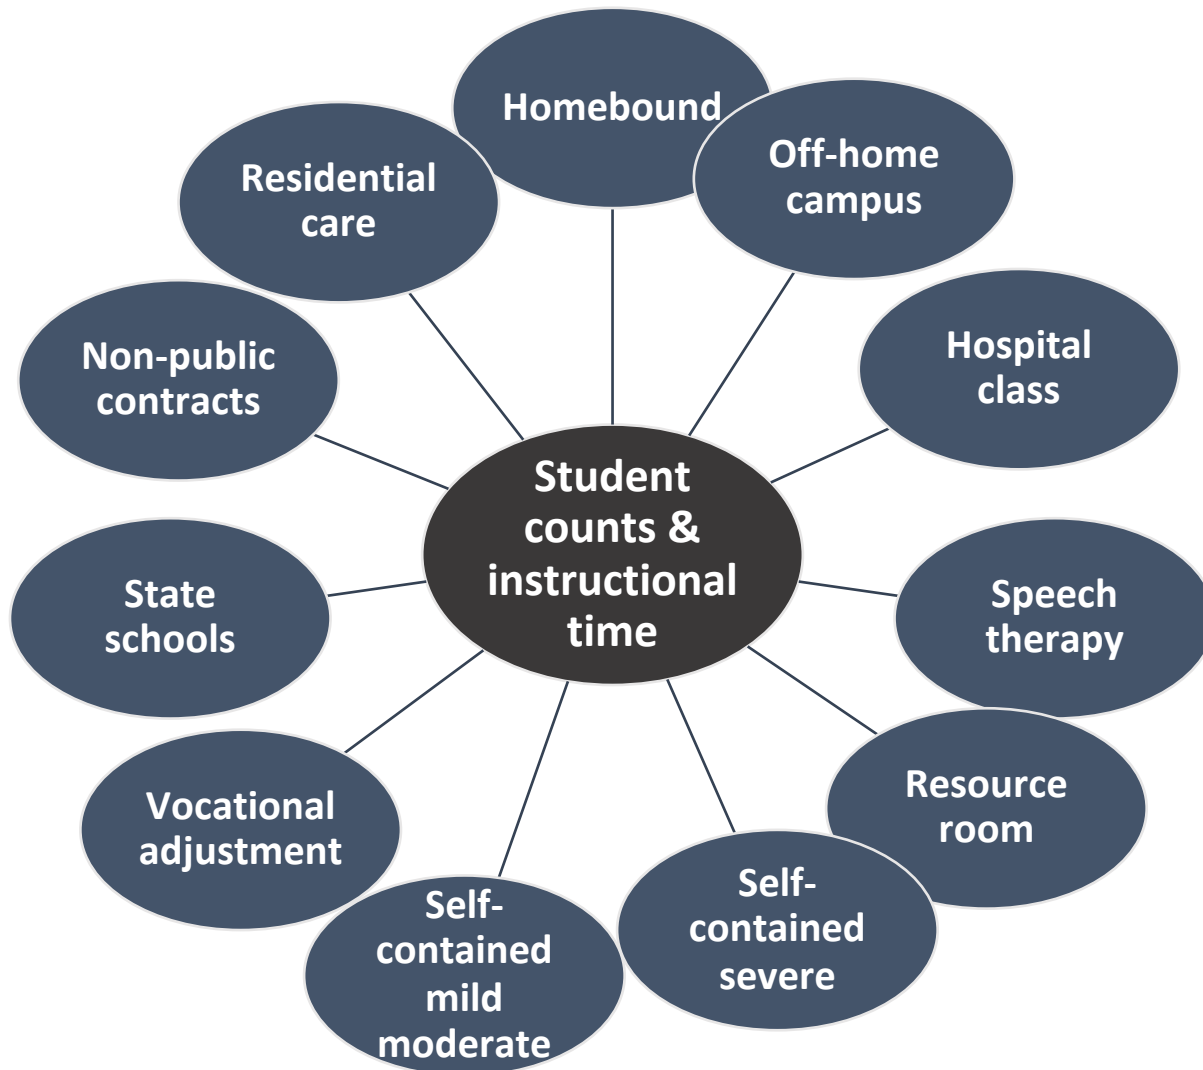 Homebound
Off-home
campus
Hospital
class
Speech
therapy
Resource
room
Self-
contained
severe
Self-
contained
mild
moderate
Vocational
adjustment
State
schools
Non-public
contracts
Residential
care
Student
counts &
instructional
time